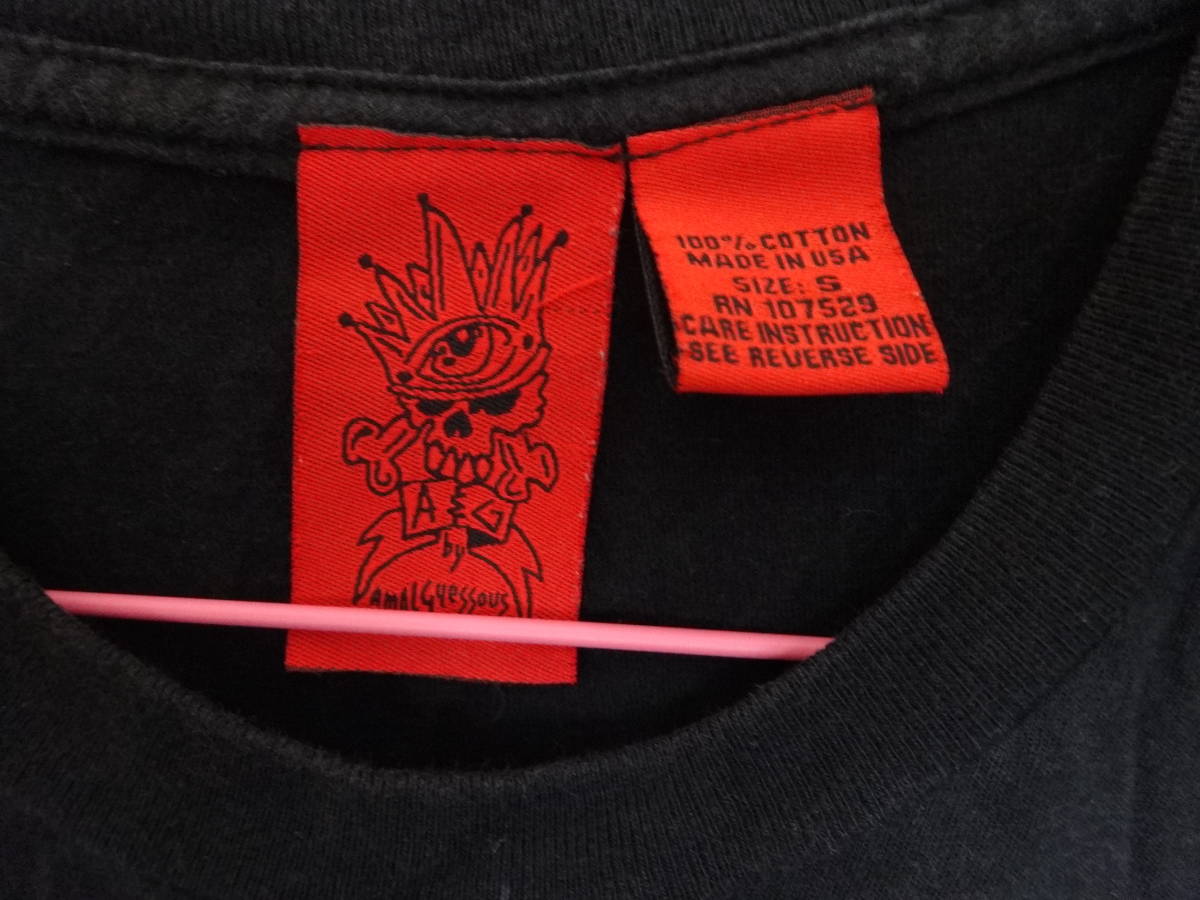 A G
by
AMALGUESSOUS
100% COTTON
MADE IN USA
SIZE: S
RN 107529
CARE INSTRUCTION
SEE REVERSE SIDE